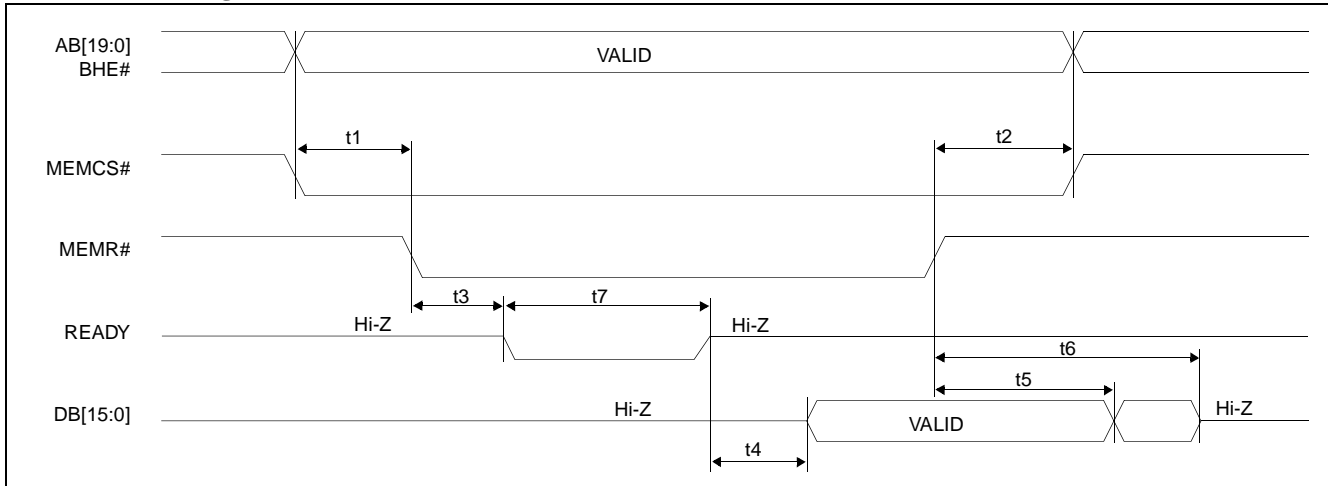 AB[19:0]
BHE#
VALID
t1
t2
MEMCS#
MEMR#
t3
t7
READY
Hi-Z
Hi-Z
t6
t5
DB[15:0]
Hi-Z
VALID
Hi-Z
t4